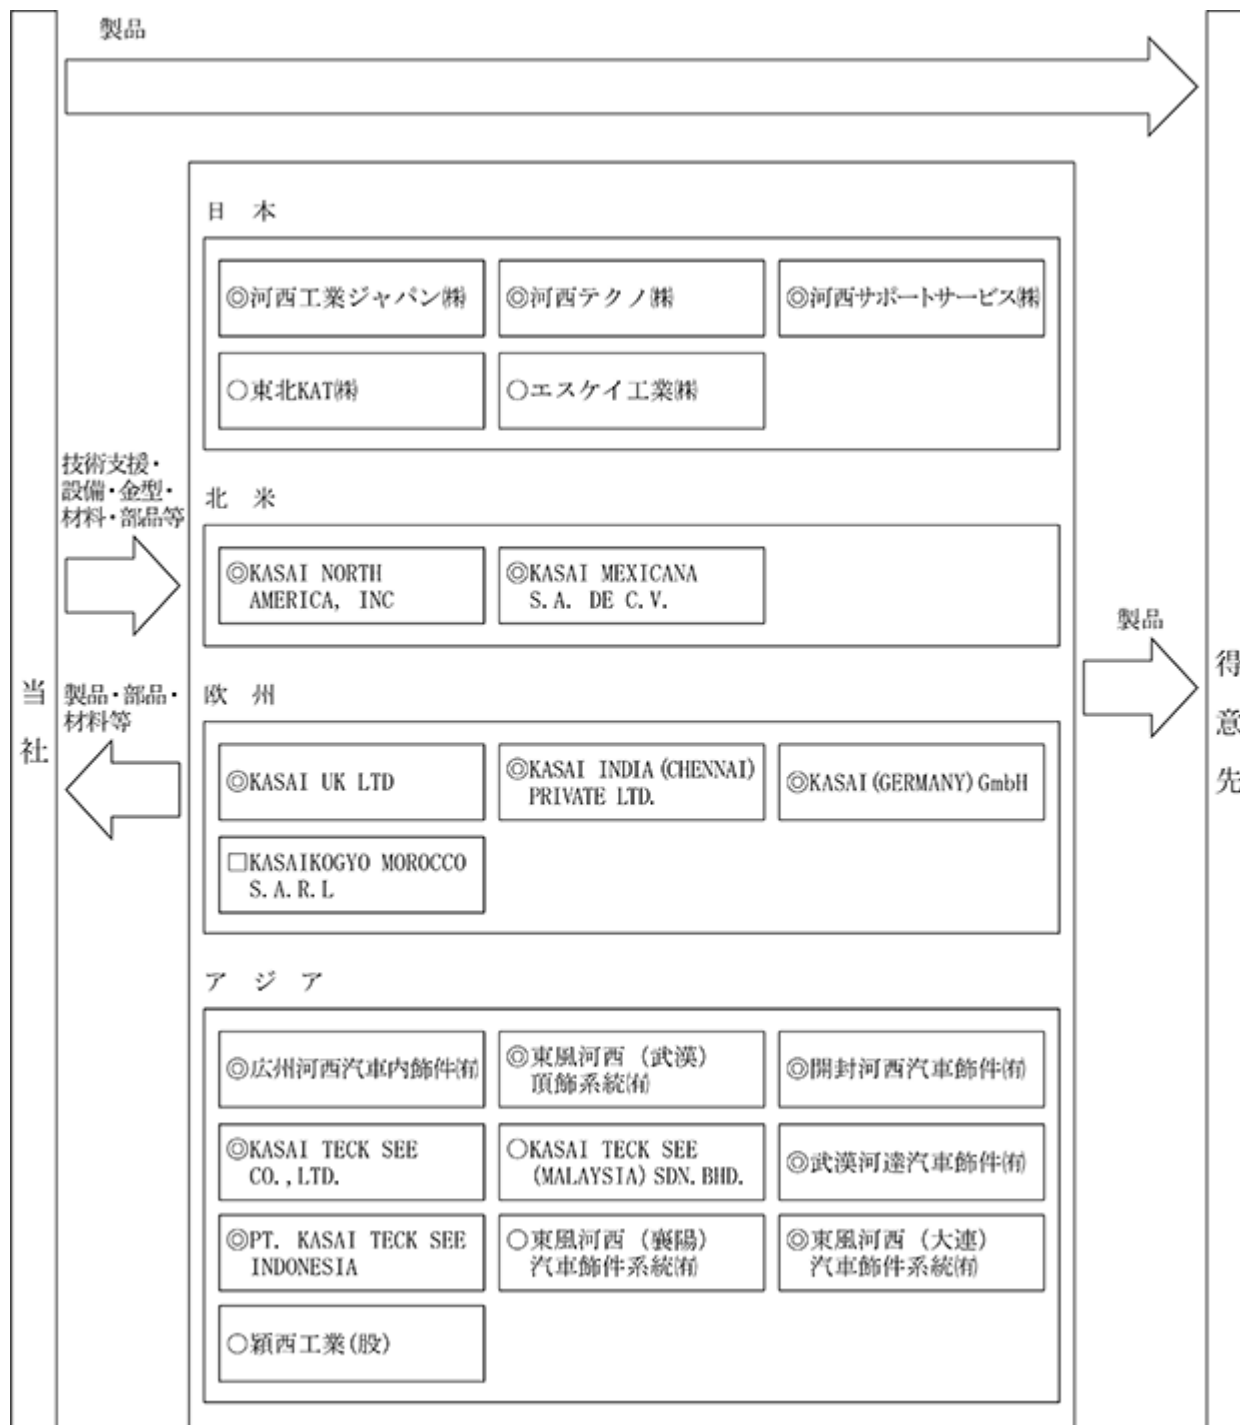 製品
日 本
◎河西工業ジャパン㈱
◎河西テクノ㈱
◎河西サポートサービス㈱
○東北KAT㈱
○エスケイ工業㈱
技術支援・
設備・金型・
材料・部品等
北 米
◎KASAI NORTH
AMERICA, INC
◎KASAI MEXICANA
S.A. DE C.V.
製品
得意先
当社
製品・部品・
材料等
欧 州
◎KASAI UK LTD
◎KASAI INDIA(CHENNAI)
PRIVATE LTD.
◎KASAI(GERMANY)GmbH
□KASAIKOGYO MOROCCO
S.A.R.L
ア ジ ア
◎広州河西汽車内飾件㈲
◎東風河西（武漢）
頂飾系統㈲
◎開封河西汽車飾件㈲
◎KASAI TECK SEE
CO.,LTD.
○KASAI TECK SEE
(MALAYSIA)SDN.BHD.
◎武漢河達汽車飾件㈲
◎PT. KASAI TECK SEE
INDONESIA
○東風河西（襄陽）
汽車飾件系統㈲
◎東風河西（大連）
汽車飾件系統㈲
○穎西工業(股)